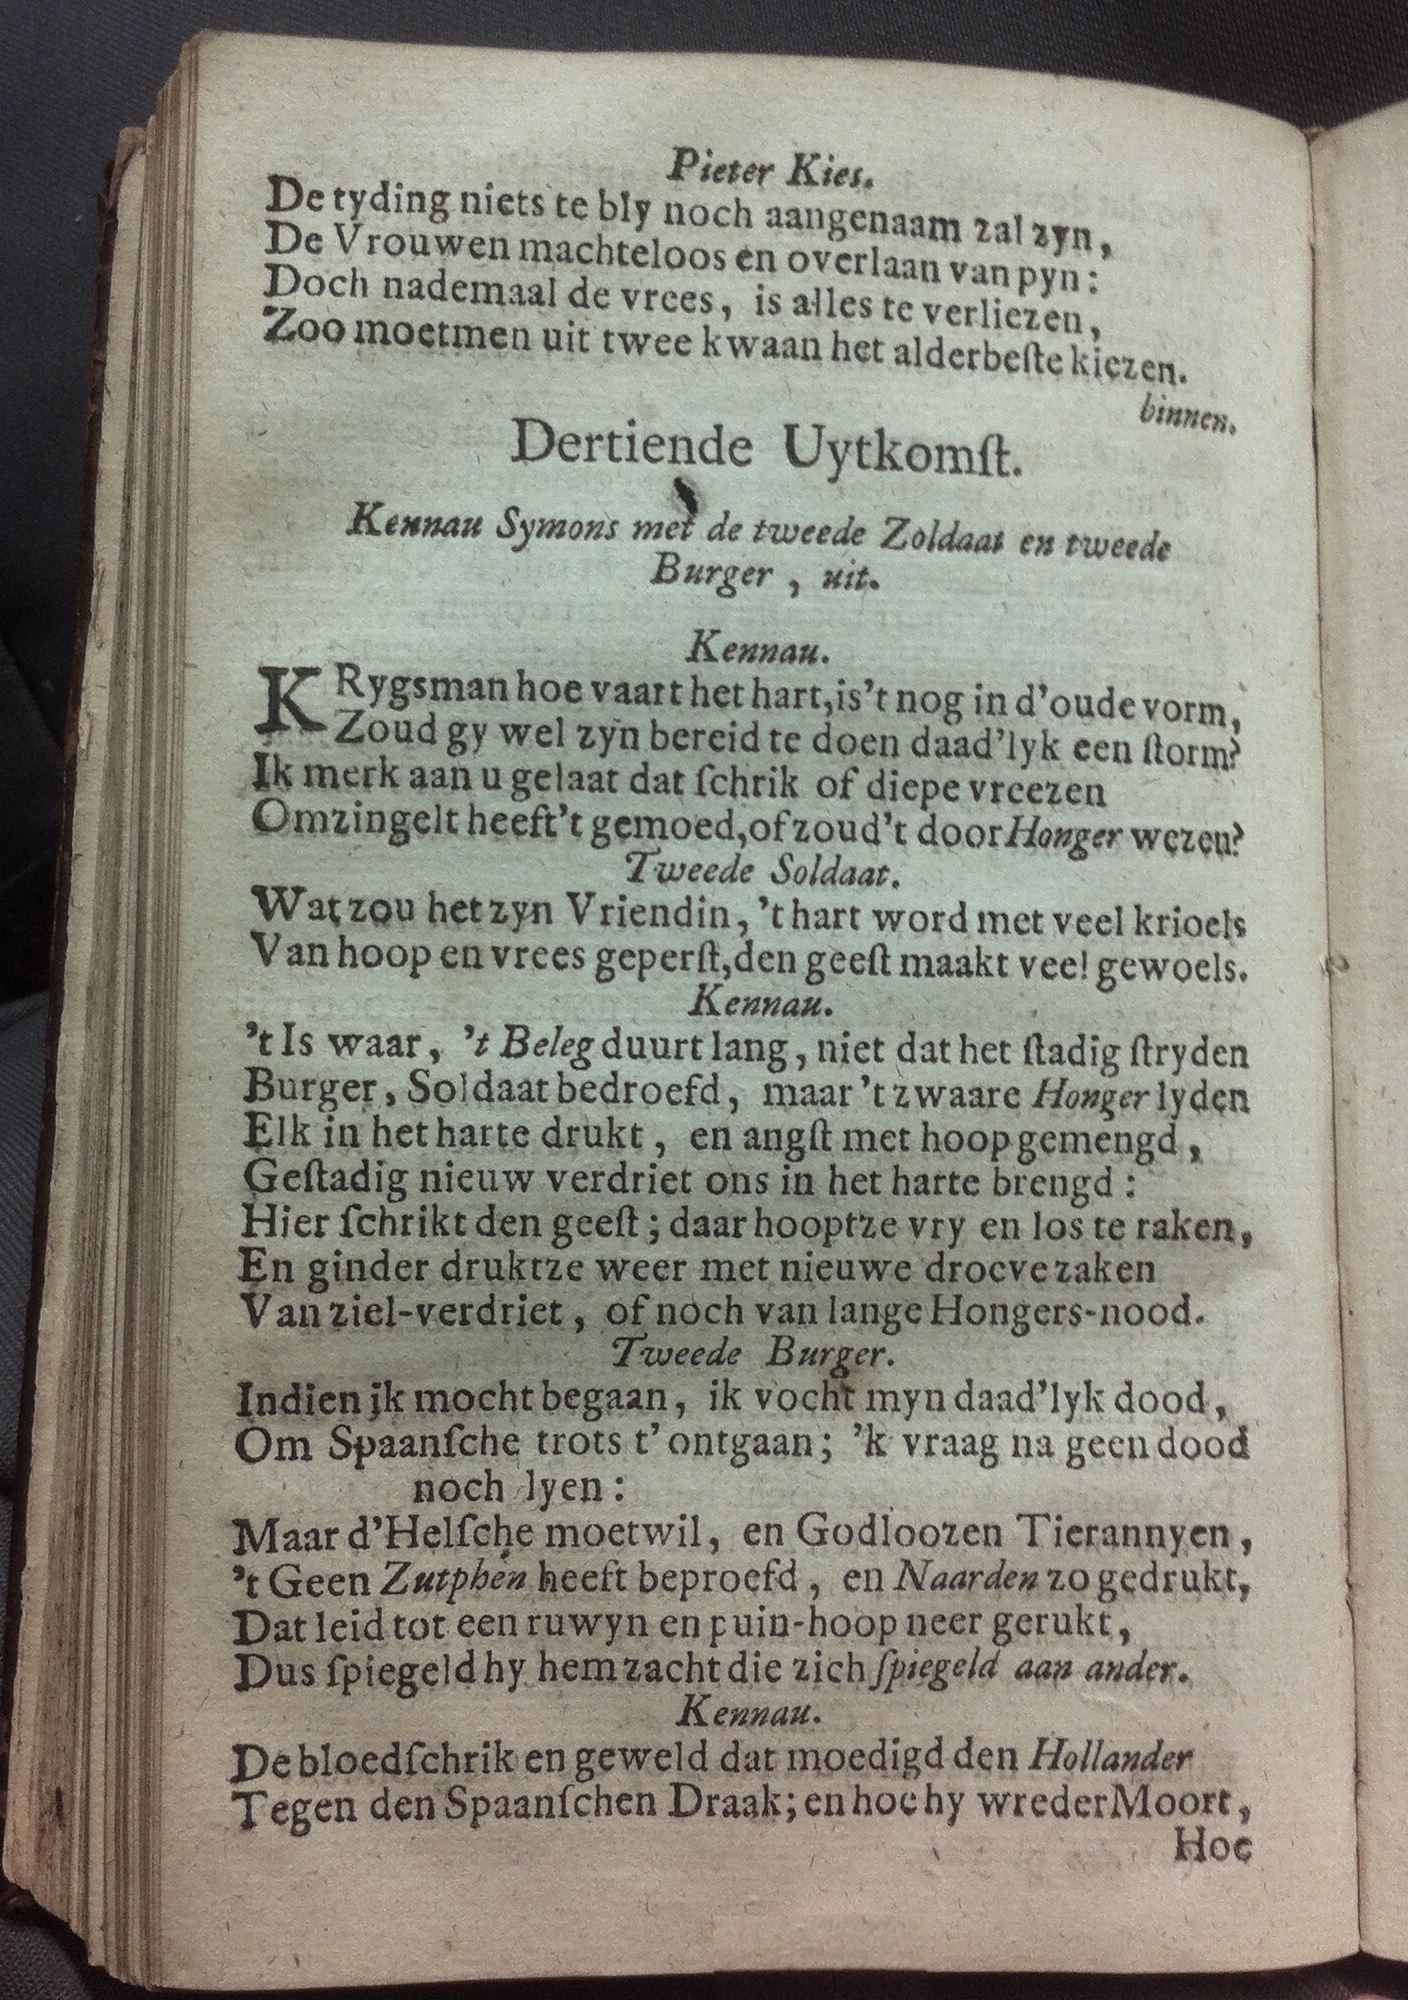 Pieter Kies.
De tyding niets te bly noch aangenaam zal zyn,
De Vrouwen machteloos en overlaan van pyn:
Doch nademaal de vrees, is alles te verliezen,
Zoo moetmen uit twee kwaan het alderbeſte kiezen.
binnen.
Dertiende Uytkomſt.
Kennau Symons met de tweede Zoldaat en tweede
Burger, uit.
Kennau.
KRygsman hoe vaart het hart, is't nog in d'oude vorm,
Zoud gy wel zyn bereid te doen daad'lyk een ſtorm?
Ik merk aan u gelaat dat ſchrik of diepe vreezen
Omzingelt heeft't gemoed, of zoud't door Honger wezen?
Tweede Soldaat.
Wat zou het zyn Vriendin, 't hart word met veel krioels
Van hoop en vrees geperſt, den geeſt maakt veel gewoels.
Kennau.
't Is waar, 't Beleg duurt lang, niet dat het ſtadig ſtryden
Burger, Soldaat bedroefd, maar 't zwaare Honger lyden
Elk in het harte drukt, en angſt met hoop gemengd,
Geſtadig nieuw verdriet ons in het harte brengd:
Hier ſchrikt den geeſt; daar hooptze vry en los te raken,
En ginder druktze weer met nieuwe droeve zaken
Van ziel-verdriet, of noch van lange Hongers-nood.
Tweede Burger.
Indien ik mocht begaan, ik vocht myn daad'lyk dood,
Om Spaanſche trots t' ontgaan; 'k vraag na geen dood
noch lyen:
Maar d'Helſche moetwil, en Godloozen Tierannyen,
't Geen Zutphen heeft beproefd, en Naarden zo gedrukt,
Dat leid tot een ruwyn en puin-hoop neer gerukt,
Dus ſpiegeld hy hem zacht die zich ſpiegeld aan ander.
Kennau.
De bloedſchrik en geweld dat moedigd den Hollander
Tegen den Spaanſchen Draak; en hoe hy wreder Moort,
Hoe